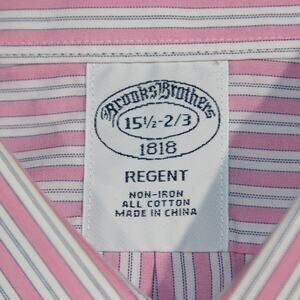 Brooks Brothers
15½-2/3
1818
REGENT
NON-IRON
ALL COTTON
MADE IN CHINA